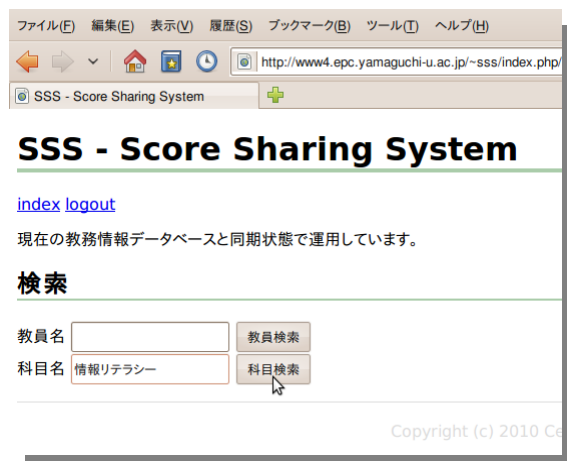 ファイル(F) 編集(E) 表示(V) 履歴(S) ブックマーク(B) ツール(T) ヘルプ(H)
http://www4.epc.yamaguchi-u.ac.jp/~sss/index.php/
SSS - Score Sharing System
SSS - Score Sharing System
index logout
現在の教務情報データベースと同期状態で運用しています。
検索
教員名 教員検索
科目名 情報リテラシー 科目検索
Copyright (c) 2010 Ce